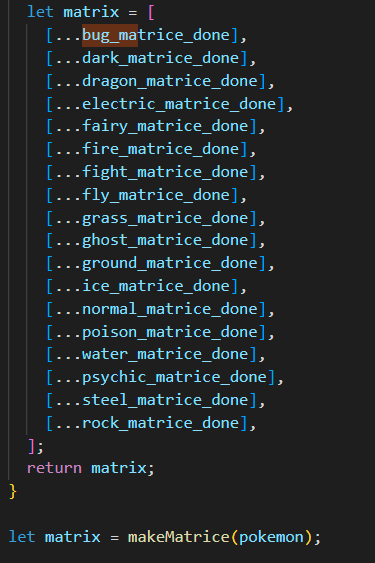 let matrix = [
[...bug_matrice_done],
[...dark_matrice_done],
[...dragon_matrice_done],
[...electric_matrice_done],
[...fairy_matrice_done],
[...fire_matrice_done],
[...fight_matrice_done],
[...fly_matrice_done],
[...grass_matrice_done],
[...ghost_matrice_done],
[...ground_matrice_done],
[...ice_matrice_done],
[...normal_matrice_done],
[...poison_matrice_done],
[...water_matrice_done],
[...psychic_matrice_done],
[...steel_matrice_done],
[...rock_matrice_done],
];
return matrix;
}
let matrix = makeMatrice(pokemon);